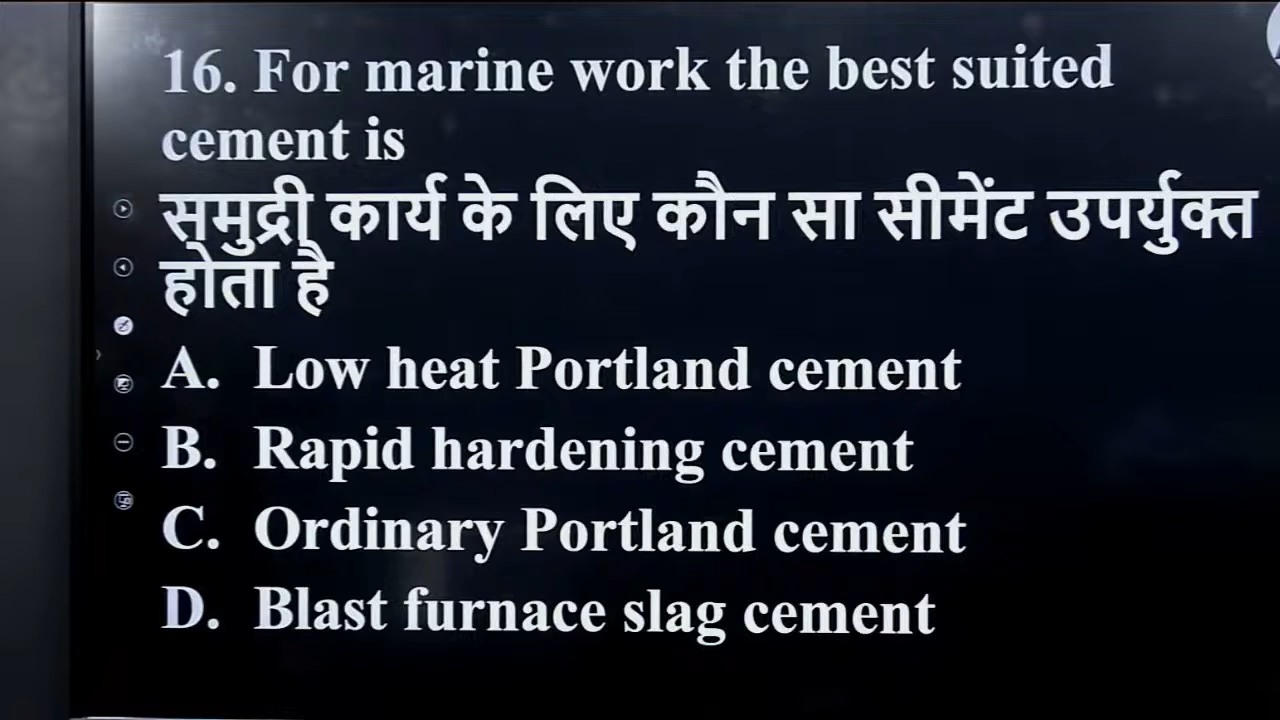 16. For marine work the best suited
cement is
समुद्री कार्य के लिए कौन सा सीमेंट उपर्युक्त
होता है
A. Low heat Portland cement
B. Rapid hardening cement
C. Ordinary Portland cement
D. Blast furnace slag cement